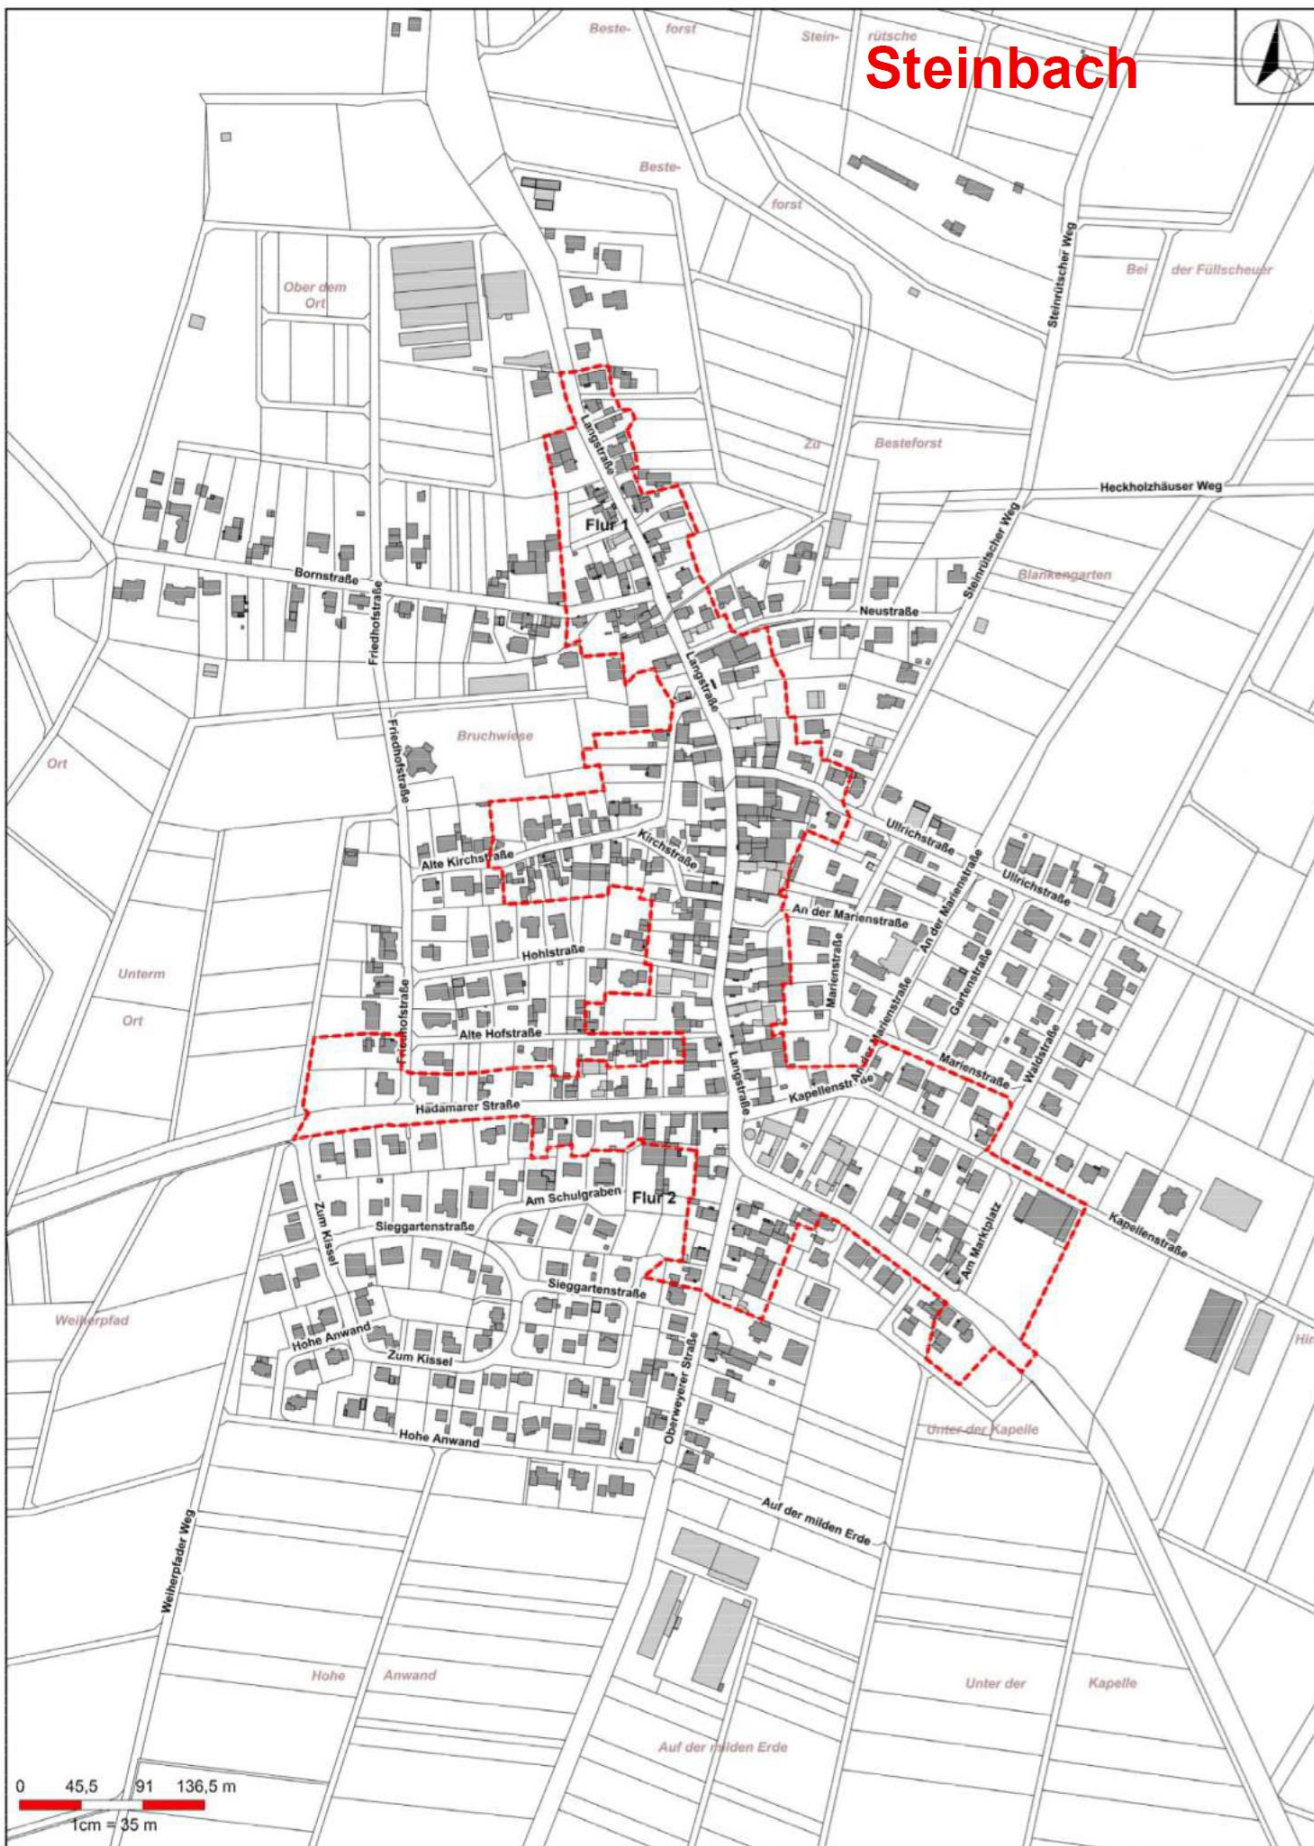 Beste- forst
Stein- rütsche
Steinbach
Beste-
forst
Steinrütscher Weg
Bei der Füllscheuer
Ober dem
Ort
Langstraße
Zu Besteforst
Heckholzhäuser Weg
Flur 1
Steinrütscher Weg
Bornstraße
Blankengarten
Friedhofstraße
Neustraße
Langstraße
Bruchwiese
Friedhofstraße
Ort
Ullrichstraße
Kirchstraße
Alte Kirchstraße
Ullrichstraße
An der Marienstraße
An der Marienstraße
Hohlstraße
Marienstraße
Gartenstraße
Unterm
Ort
An der Marienstraße
Friedhofstraße
Alte Hofstraße
Waldstraße
Marienstraße
Langstraße
Kapellenstraße
Hadamarer Straße
Am Schulgraben
Flur 2
Zum Kissel
Sieggartenstraße
Am Marktplatz
Kapellenstraße
Sieggartenstraße
Weiherpfad
Hohe Anwand
Hin
Zum Kissel
Oberweyerer Straße
Unter der Kapelle
Hohe Anwand
Auf der milden Erde
Weiherpfader Weg
Hohe Anwand
Unter der Kapelle
Auf der milden Erde
0 45,5 91 136,5 m
1cm = 35 m